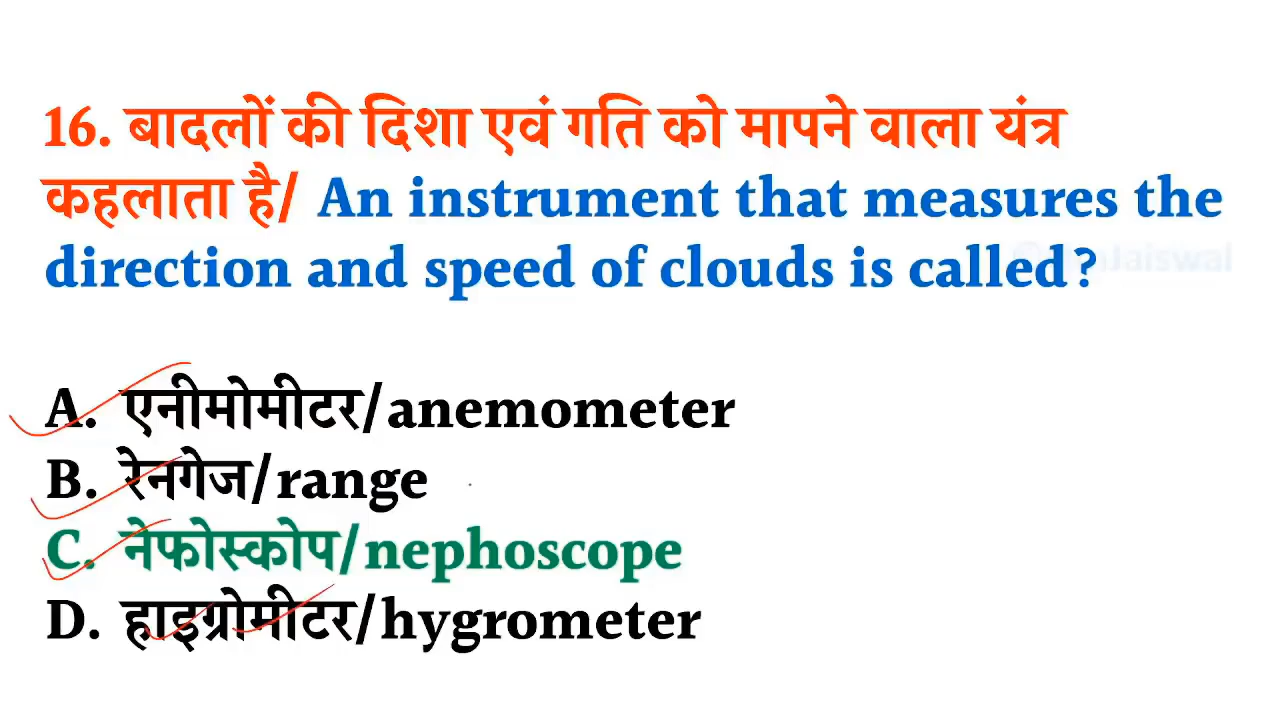 16. बादलों की दिशा एवं गति को मापने वाला यंत्र
कहलाता है/ An instrument that measures the
direction and speed of clouds is called?
Jaiswal
A. एनीमोमीटर/anemometer
B. रेनगेज/range
C. नेफोस्कोप/nephoscope
D. हाइग्रोमीटर/hygrometer